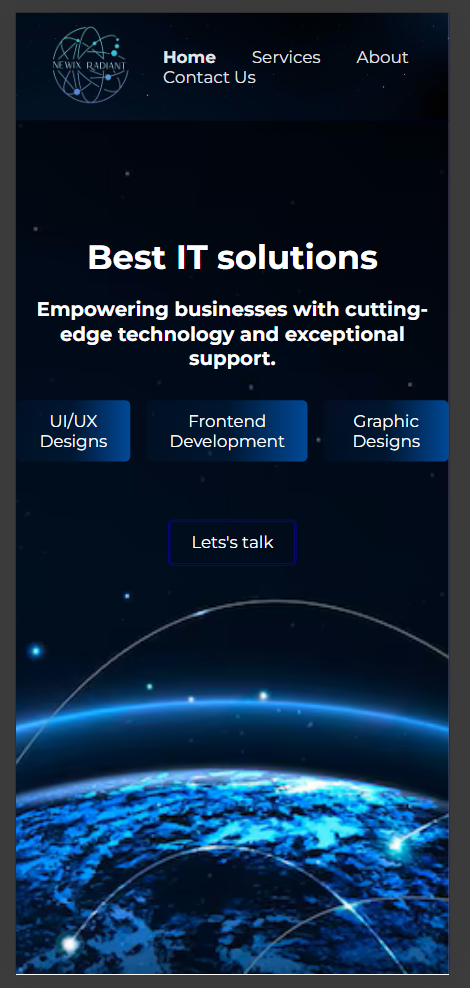 NEWIX RADIANT
Home Services About
Contact Us
Best IT solutions
Empowering businesses with cutting-
edge technology and exceptional
support.
UI/UX Frontend Graphic
Designs Development Designs
Lets's talk